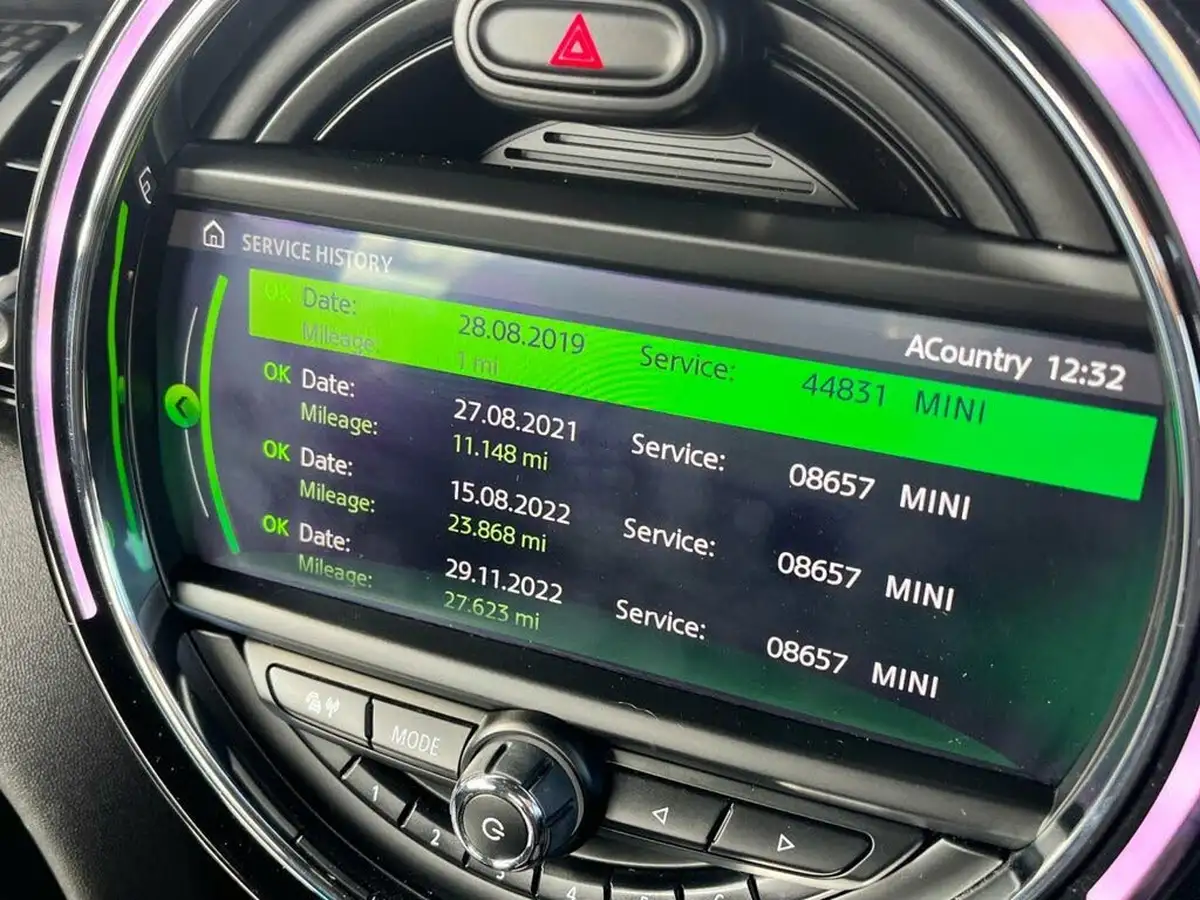 SERVICE HISTORY
ACountry 12:32
OK Date: 28.08.2019 Service: 44831 MINI
Mileage: 1 mi
OK Date: 27.08.2021 Service: 08657 MINI
Mileage: 11.148 mi
OK Date: 15.08.2022 Service: 08657 MINI
Mileage: 23.868 mi
OK Date: 29.11.2022 Service: 08657 MINI
Mileage: 27.623 mi
MODE
1
2
3
4